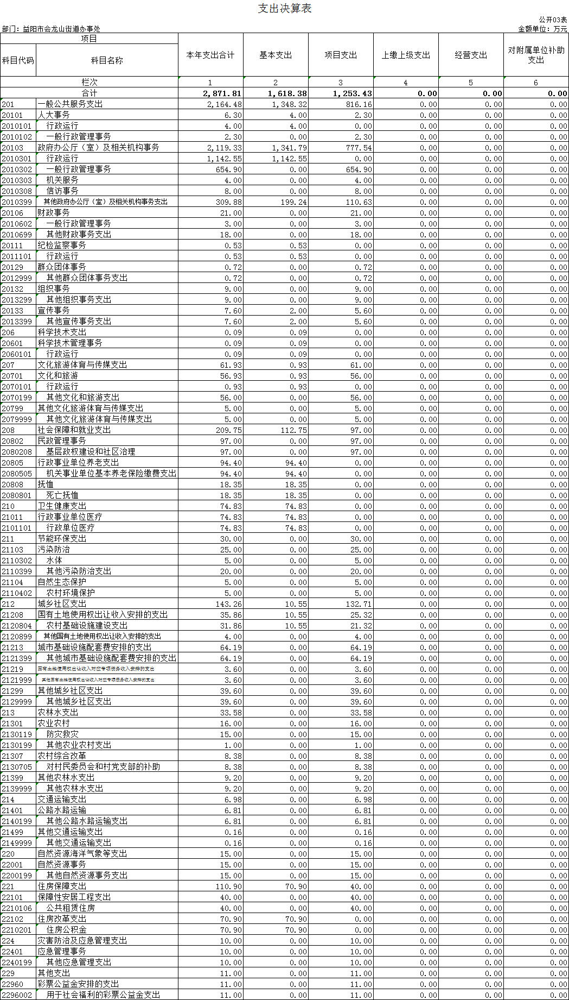 支出决算表
公开03表
部门：益阳市会龙山街道办事处 金额单位：万元
项目 本年支出合计 基本支出 项目支出 上缴上级支出 经营支出 对附属单位补助支出
科目代码 科目名称
栏次 1 2 3 4 5 6
合计 2,871.81 1,618.38 1,253.43 0.00 0.00 0.00
201 一般公共服务支出 2,164.48 1,348.32 816.16 0.00 0.00 0.00
20101 人大事务 6.30 4.00 2.30 0.00 0.00 0.00
2010101 行政运行 4.00 4.00 0.00 0.00 0.00 0.00
2010102 一般行政管理事务 2.30 0.00 2.30 0.00 0.00 0.00
20103 政府办公厅（室）及相关机构事务 2,119.33 1,341.79 777.54 0.00 0.00 0.00
2010301 行政运行 1,142.55 1,142.55 0.00 0.00 0.00 0.00
2010302 一般行政管理事务 654.90 0.00 654.90 0.00 0.00 0.00
2010303 机关服务 4.00 0.00 4.00 0.00 0.00 0.00
2010308 信访事务 8.00 0.00 8.00 0.00 0.00 0.00
2010399 其他政府办公厅（室）及相关机构事务支出 309.88 199.24 110.63 0.00 0.00 0.00
20106 财政事务 21.00 0.00 21.00 0.00 0.00 0.00
2010602 一般行政管理事务 3.00 0.00 3.00 0.00 0.00 0.00
2010699 其他财政事务支出 18.00 0.00 18.00 0.00 0.00 0.00
20111 纪检监察事务 0.53 0.53 0.00 0.00 0.00 0.00
2011101 行政运行 0.53 0.53 0.00 0.00 0.00 0.00
20129 群众团体事务 0.72 0.00 0.72 0.00 0.00 0.00
2012999 其他群众团体事务支出 0.72 0.00 0.72 0.00 0.00 0.00
20132 组织事务 9.00 0.00 9.00 0.00 0.00 0.00
2013299 其他组织事务支出 9.00 0.00 9.00 0.00 0.00 0.00
20133 宣传事务 7.60 2.00 5.60 0.00 0.00 0.00
2013399 其他宣传事务支出 7.60 2.00 5.60 0.00 0.00 0.00
206 科学技术支出 0.09 0.09 0.00 0.00 0.00 0.00
20601 科学技术管理事务 0.09 0.09 0.00 0.00 0.00 0.00
2060101 行政运行 0.09 0.09 0.00 0.00 0.00 0.00
207 文化旅游体育与传媒支出 61.93 0.93 61.00 0.00 0.00 0.00
20701 文化和旅游 56.93 0.93 56.00 0.00 0.00 0.00
2070101 行政运行 0.93 0.93 0.00 0.00 0.00 0.00
2070199 其他文化和旅游支出 56.00 0.00 56.00 0.00 0.00 0.00
20799 其他文化旅游体育与传媒支出 5.00 0.00 5.00 0.00 0.00 0.00
2079999 其他文化旅游体育与传媒支出 5.00 0.00 5.00 0.00 0.00 0.00
208 社会保障和就业支出 209.75 112.75 97.00 0.00 0.00 0.00
20802 民政管理事务 97.00 0.00 97.00 0.00 0.00 0.00
2080208 基层政权建设和社区治理 97.00 0.00 97.00 0.00 0.00 0.00
20805 行政事业单位养老支出 94.40 94.40 0.00 0.00 0.00 0.00
2080505 机关事业单位基本养老保险缴费支出 94.40 94.40 0.00 0.00 0.00 0.00
20808 抚恤 18.35 18.35 0.00 0.00 0.00 0.00
2080801 死亡抚恤 18.35 18.35 0.00 0.00 0.00 0.00
210 卫生健康支出 74.83 74.83 0.00 0.00 0.00 0.00
21011 行政事业单位医疗 74.83 74.83 0.00 0.00 0.00 0.00
2101101 行政单位医疗 74.83 74.83 0.00 0.00 0.00 0.00
211 节能环保支出 30.00 0.00 30.00 0.00 0.00 0.00
21103 污染防治 25.00 0.00 25.00 0.00 0.00 0.00
2110302 水体 5.00 0.00 5.00 0.00 0.00 0.00
2110399 其他污染防治支出 20.00 0.00 20.00 0.00 0.00 0.00
21104 自然生态保护 5.00 0.00 5.00 0.00 0.00 0.00
2110402 农村环境保护 5.00 0.00 5.00 0.00 0.00 0.00
212 城乡社区支出 143.26 10.55 132.71 0.00 0.00 0.00
21208 国有土地使用权出让收入安排的支出 35.86 10.55 25.32 0.00 0.00 0.00
2120804 农村基础设施建设支出 31.86 10.55 21.32 0.00 0.00 0.00
2120899 其他国有土地使用权出让收入安排的支出 4.00 0.00 4.00 0.00 0.00 0.00
21213 城市基础设施配套费安排的支出 64.19 0.00 64.19 0.00 0.00 0.00
2121399 其他城市基础设施配套费安排的支出 64.19 0.00 64.19 0.00 0.00 0.00
21219 国有土地使用权出让收入对应专项债务收入安排的支出 3.60 0.00 3.60 0.00 0.00 0.00
2121999 其他国有土地使用权出让收入对应专项债务收入安排的支出 3.60 0.00 3.60 0.00 0.00 0.00
21299 其他城乡社区支出 39.60 0.00 39.60 0.00 0.00 0.00
2129999 其他城乡社区支出 39.60 0.00 39.60 0.00 0.00 0.00
213 农林水支出 33.58 0.00 33.58 0.00 0.00 0.00
21301 农业农村 16.00 0.00 16.00 0.00 0.00 0.00
2130119 防灾救灾 15.00 0.00 15.00 0.00 0.00 0.00
2130199 其他农业农村支出 1.00 0.00 1.00 0.00 0.00 0.00
21307 农村综合改革 8.38 0.00 8.38 0.00 0.00 0.00
2130705 对村民委员会和村党支部的补助 8.38 0.00 8.38 0.00 0.00 0.00
21399 其他农林水支出 9.20 0.00 9.20 0.00 0.00 0.00
2139999 其他农林水支出 9.20 0.00 9.20 0.00 0.00 0.00
214 交通运输支出 6.98 0.00 6.98 0.00 0.00 0.00
21401 公路水路运输 6.81 0.00 6.81 0.00 0.00 0.00
2140199 其他公路水路运输支出 6.81 0.00 6.81 0.00 0.00 0.00
21499 其他交通运输支出 0.16 0.00 0.16 0.00 0.00 0.00
2149999 其他交通运输支出 0.16 0.00 0.16 0.00 0.00 0.00
220 自然资源海洋气象等支出 15.00 0.00 15.00 0.00 0.00 0.00
22001 自然资源事务 15.00 0.00 15.00 0.00 0.00 0.00
2200199 其他自然资源事务支出 15.00 0.00 15.00 0.00 0.00 0.00
221 住房保障支出 110.90 70.90 40.00 0.00 0.00 0.00
22101 保障性安居工程支出 40.00 0.00 40.00 0.00 0.00 0.00
2210106 公共租赁住房 40.00 0.00 40.00 0.00 0.00 0.00
22102 住房改革支出 70.90 70.90 0.00 0.00 0.00 0.00
2210201 住房公积金 70.90 70.90 0.00 0.00 0.00 0.00
224 灾害防治及应急管理支出 10.00 0.00 10.00 0.00 0.00 0.00
22401 应急管理事务 10.00 0.00 10.00 0.00 0.00 0.00
2240199 其他应急管理支出 10.00 0.00 10.00 0.00 0.00 0.00
229 其他支出 11.00 0.00 11.00 0.00 0.00 0.00
22960 彩票公益金安排的支出 11.00 0.00 11.00 0.00 0.00 0.00
2296002 用于社会福利的彩票公益金支出 11.00 0.00 11.00 0.00 0.00 0.00